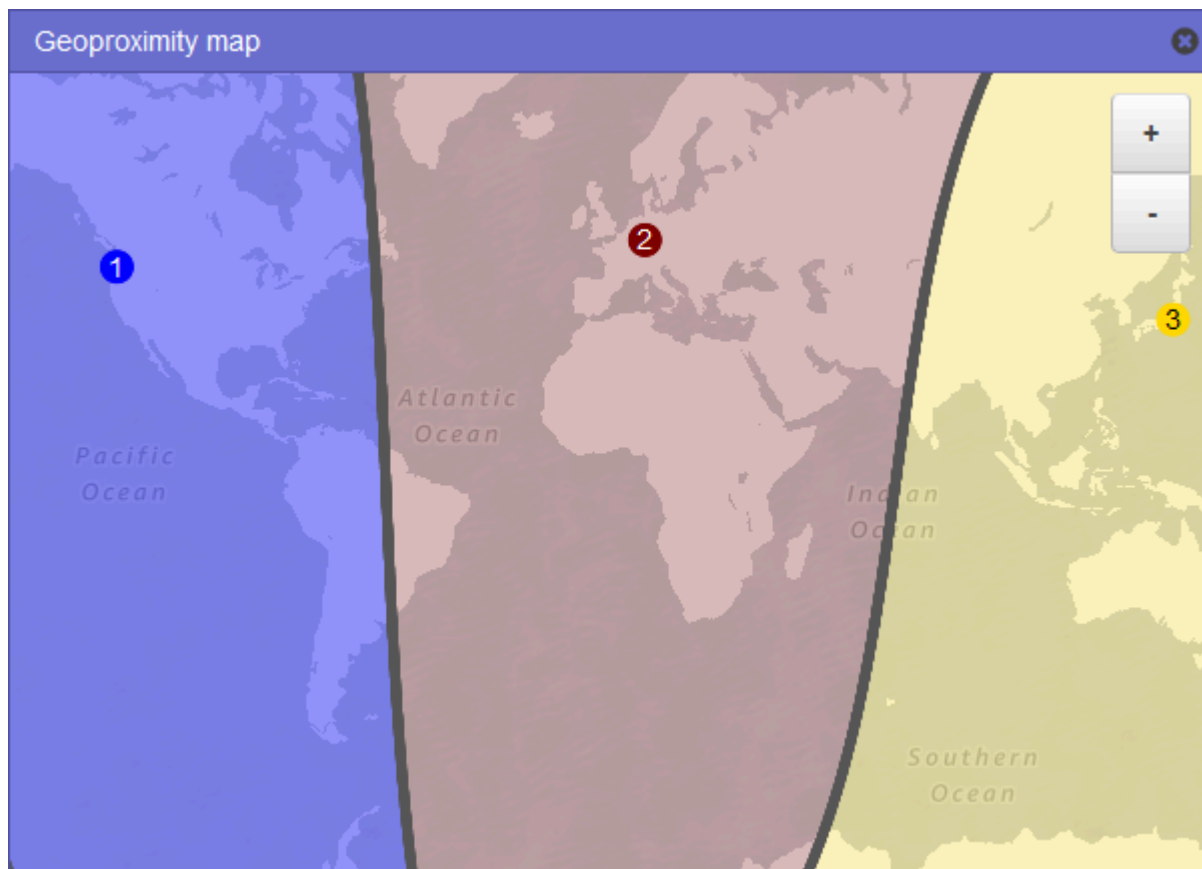 Geoproximity map
+
-
1
2
3
Atlantic
Ocean
Pacific
Ocean
Indian
Ocean
Southern
Ocean